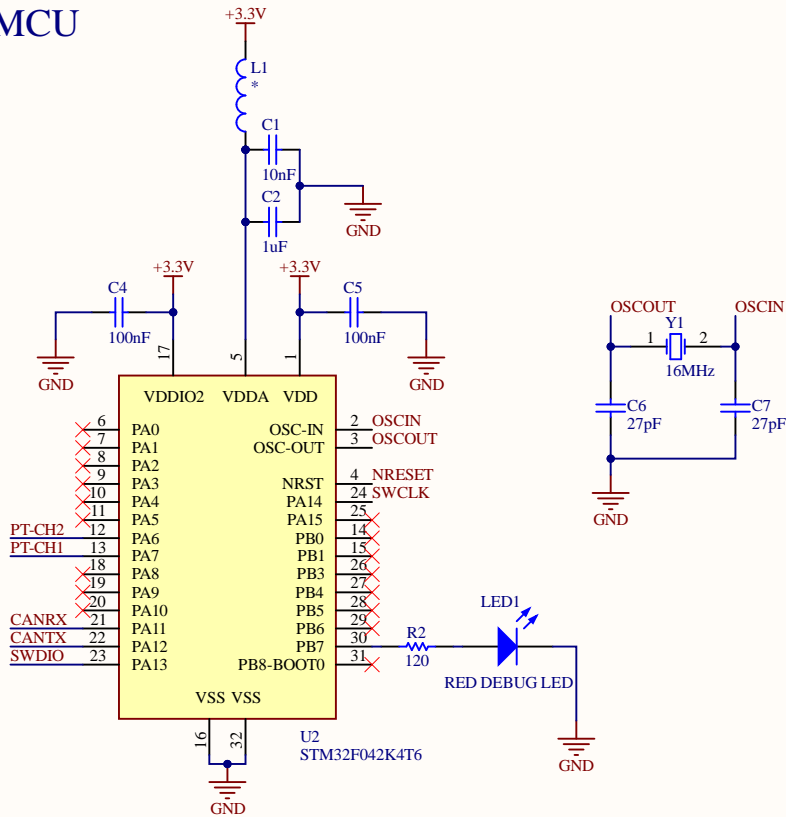 MCU
+3.3V
L1
*
C1
10nF
C2
1uF
GND
+3.3V
+3.3V
C4
100nF
C5
100nF
GND
GND
17
5
1
VDDIO2
VDDA
VDD
6
PA0
7
PA1
8
PA2
9
PA3
10
PA4
11
PA5
PT-CH2
12
PA6
PT-CH1
13
PA7
18
PA8
19
PA9
20
PA10
CANRX
21
PA11
CANTX
22
PA12
SWDIO
23
PA13
OSC-IN
2
OSCIN
OSC-OUT
3
OSCOUT
NRST
4
NRESET
PA14
24
SWCLK
PA15
25
PB0
14
PB1
15
PB3
26
PB4
27
PB5
28
PB6
29
PB7
30
PB8-BOOT0
31
VSS
VSS
16
32
GND
U2
STM32F042K4T6
R2
120
LED1
RED DEBUG LED
GND
OSCOUT
OSCIN
Y1
1
2
16MHz
C6
27pF
C7
27pF
GND